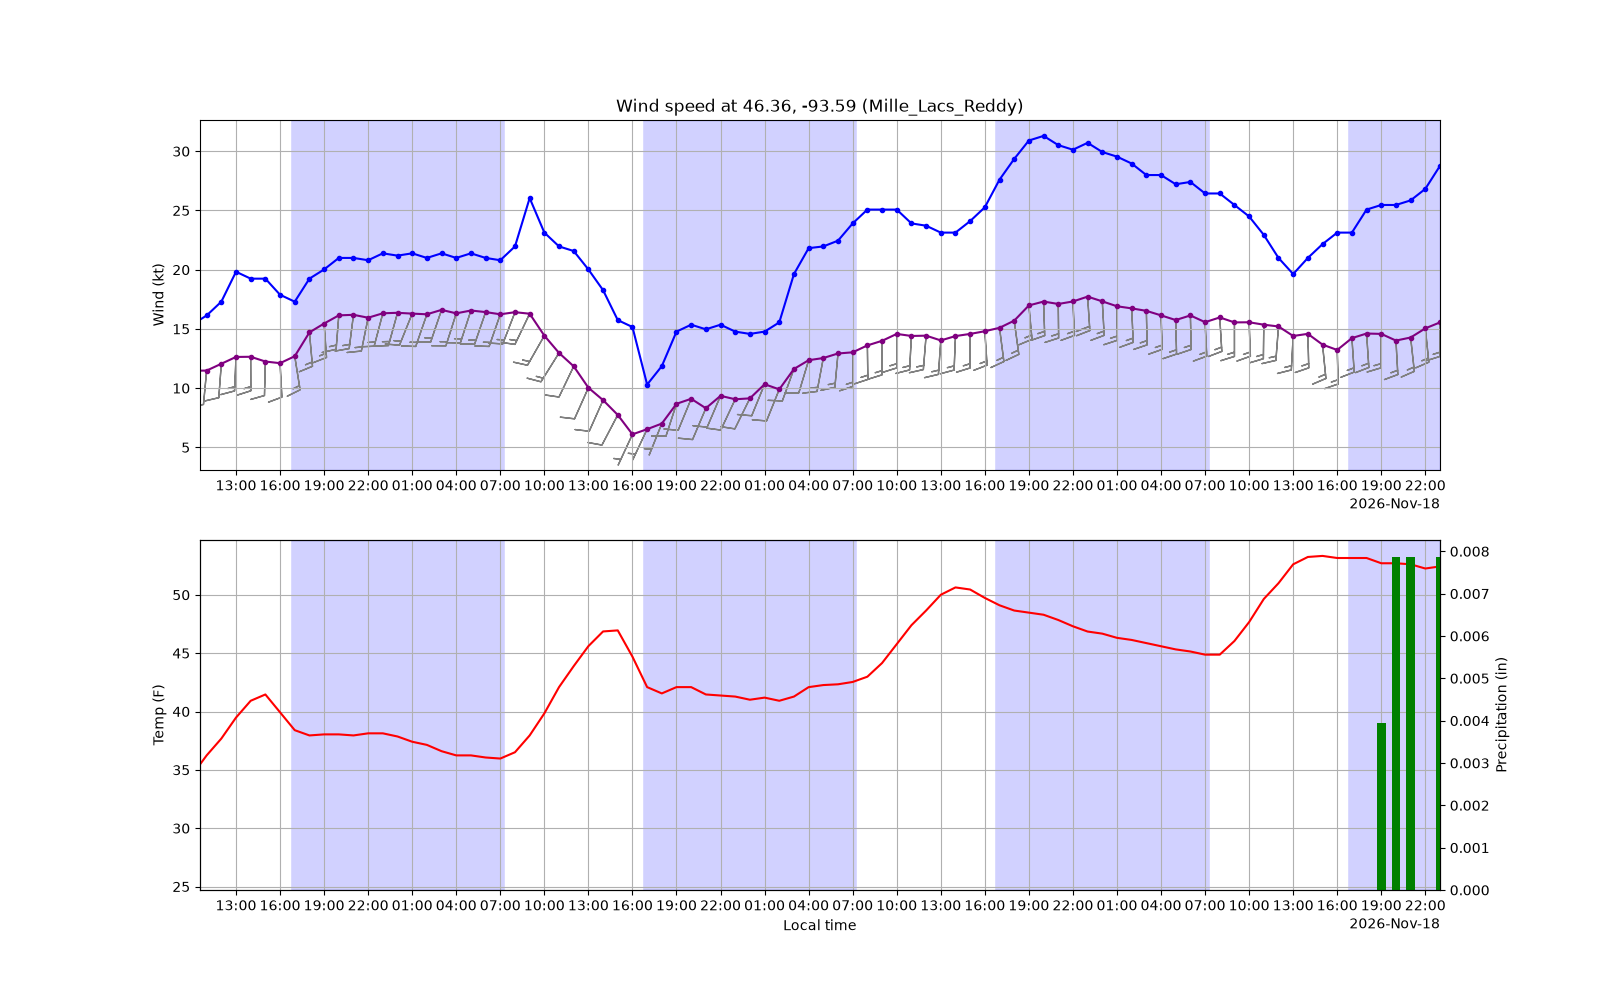 Wind speed at 46.36, -93.59 (Mille_Lacs_Reddy)
30
25
20
15
10
5
Wind (kt)
13:00 16:00 19:00 22:00 01:00 04:00 07:00 10:00 13:00 16:00 19:00 22:00 01:00 04:00 07:00 10:00 13:00 16:00 19:00 22:00 01:00 04:00 07:00 10:00 13:00 16:00 19:00 22:00
2026-Nov-18
50
45
40
35
30
25
Temp (F)
0.008
0.007
0.006
0.005
0.004
0.003
0.002
0.001
0.000
Precipitation (in)
13:00 16:00 19:00 22:00 01:00 04:00 07:00 10:00 13:00 16:00 19:00 22:00 01:00 04:00 07:00 10:00 13:00 16:00 19:00 22:00 01:00 04:00 07:00 10:00 13:00 16:00 19:00 22:00
Local time
2026-Nov-18